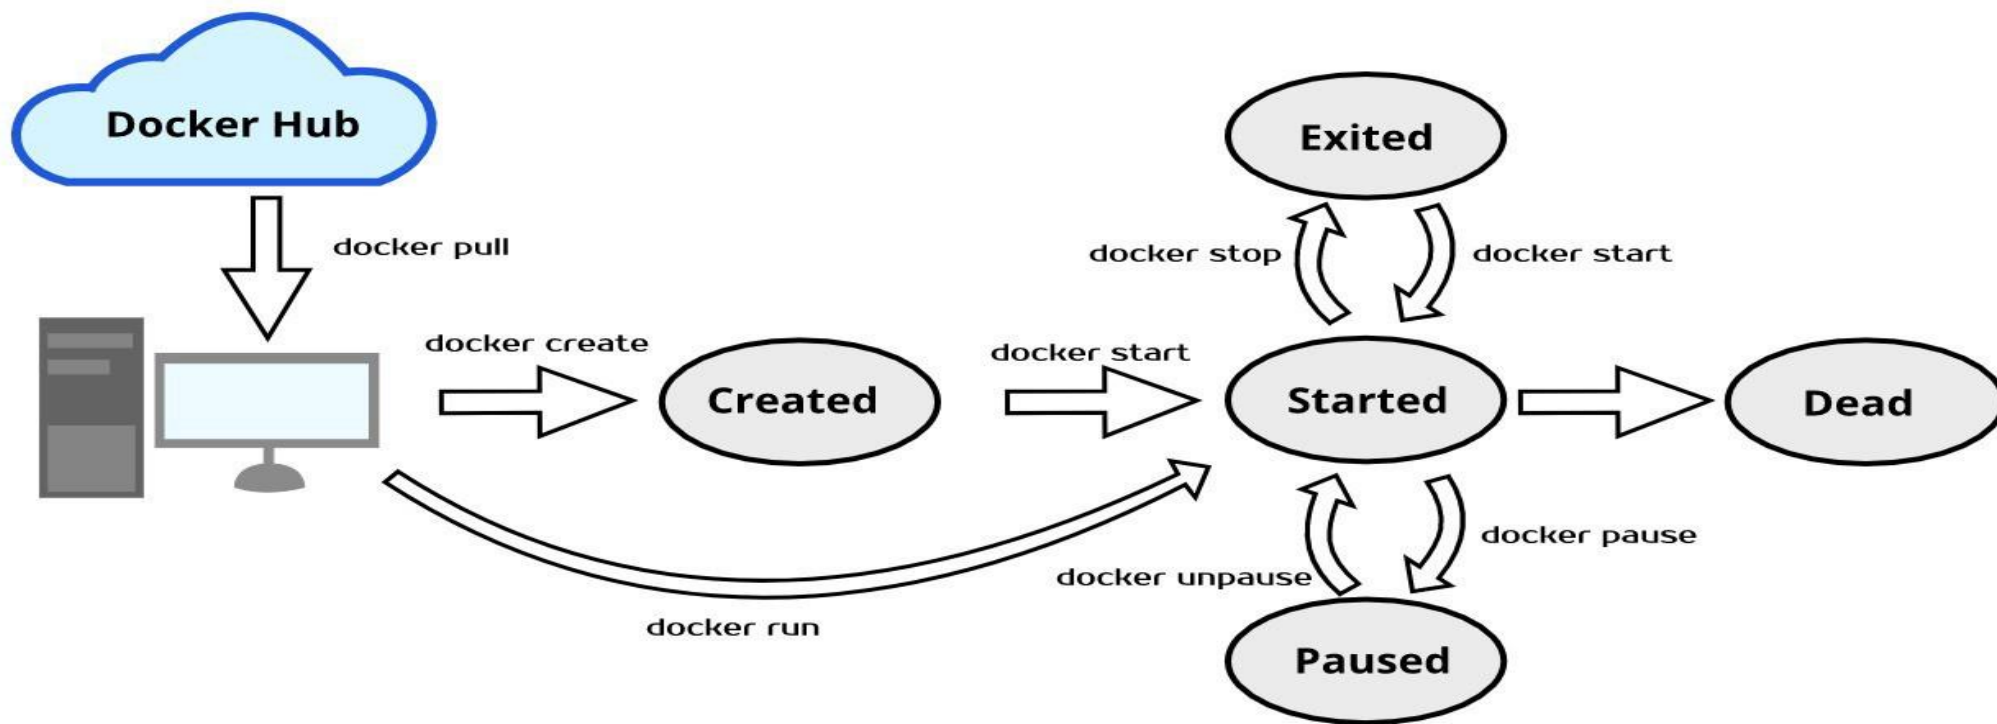 Docker Hub
docker pull
Exited
docker stop
docker start
docker create
docker start
Created
Started
Dead
docker pause
docker unpause
docker run
Paused